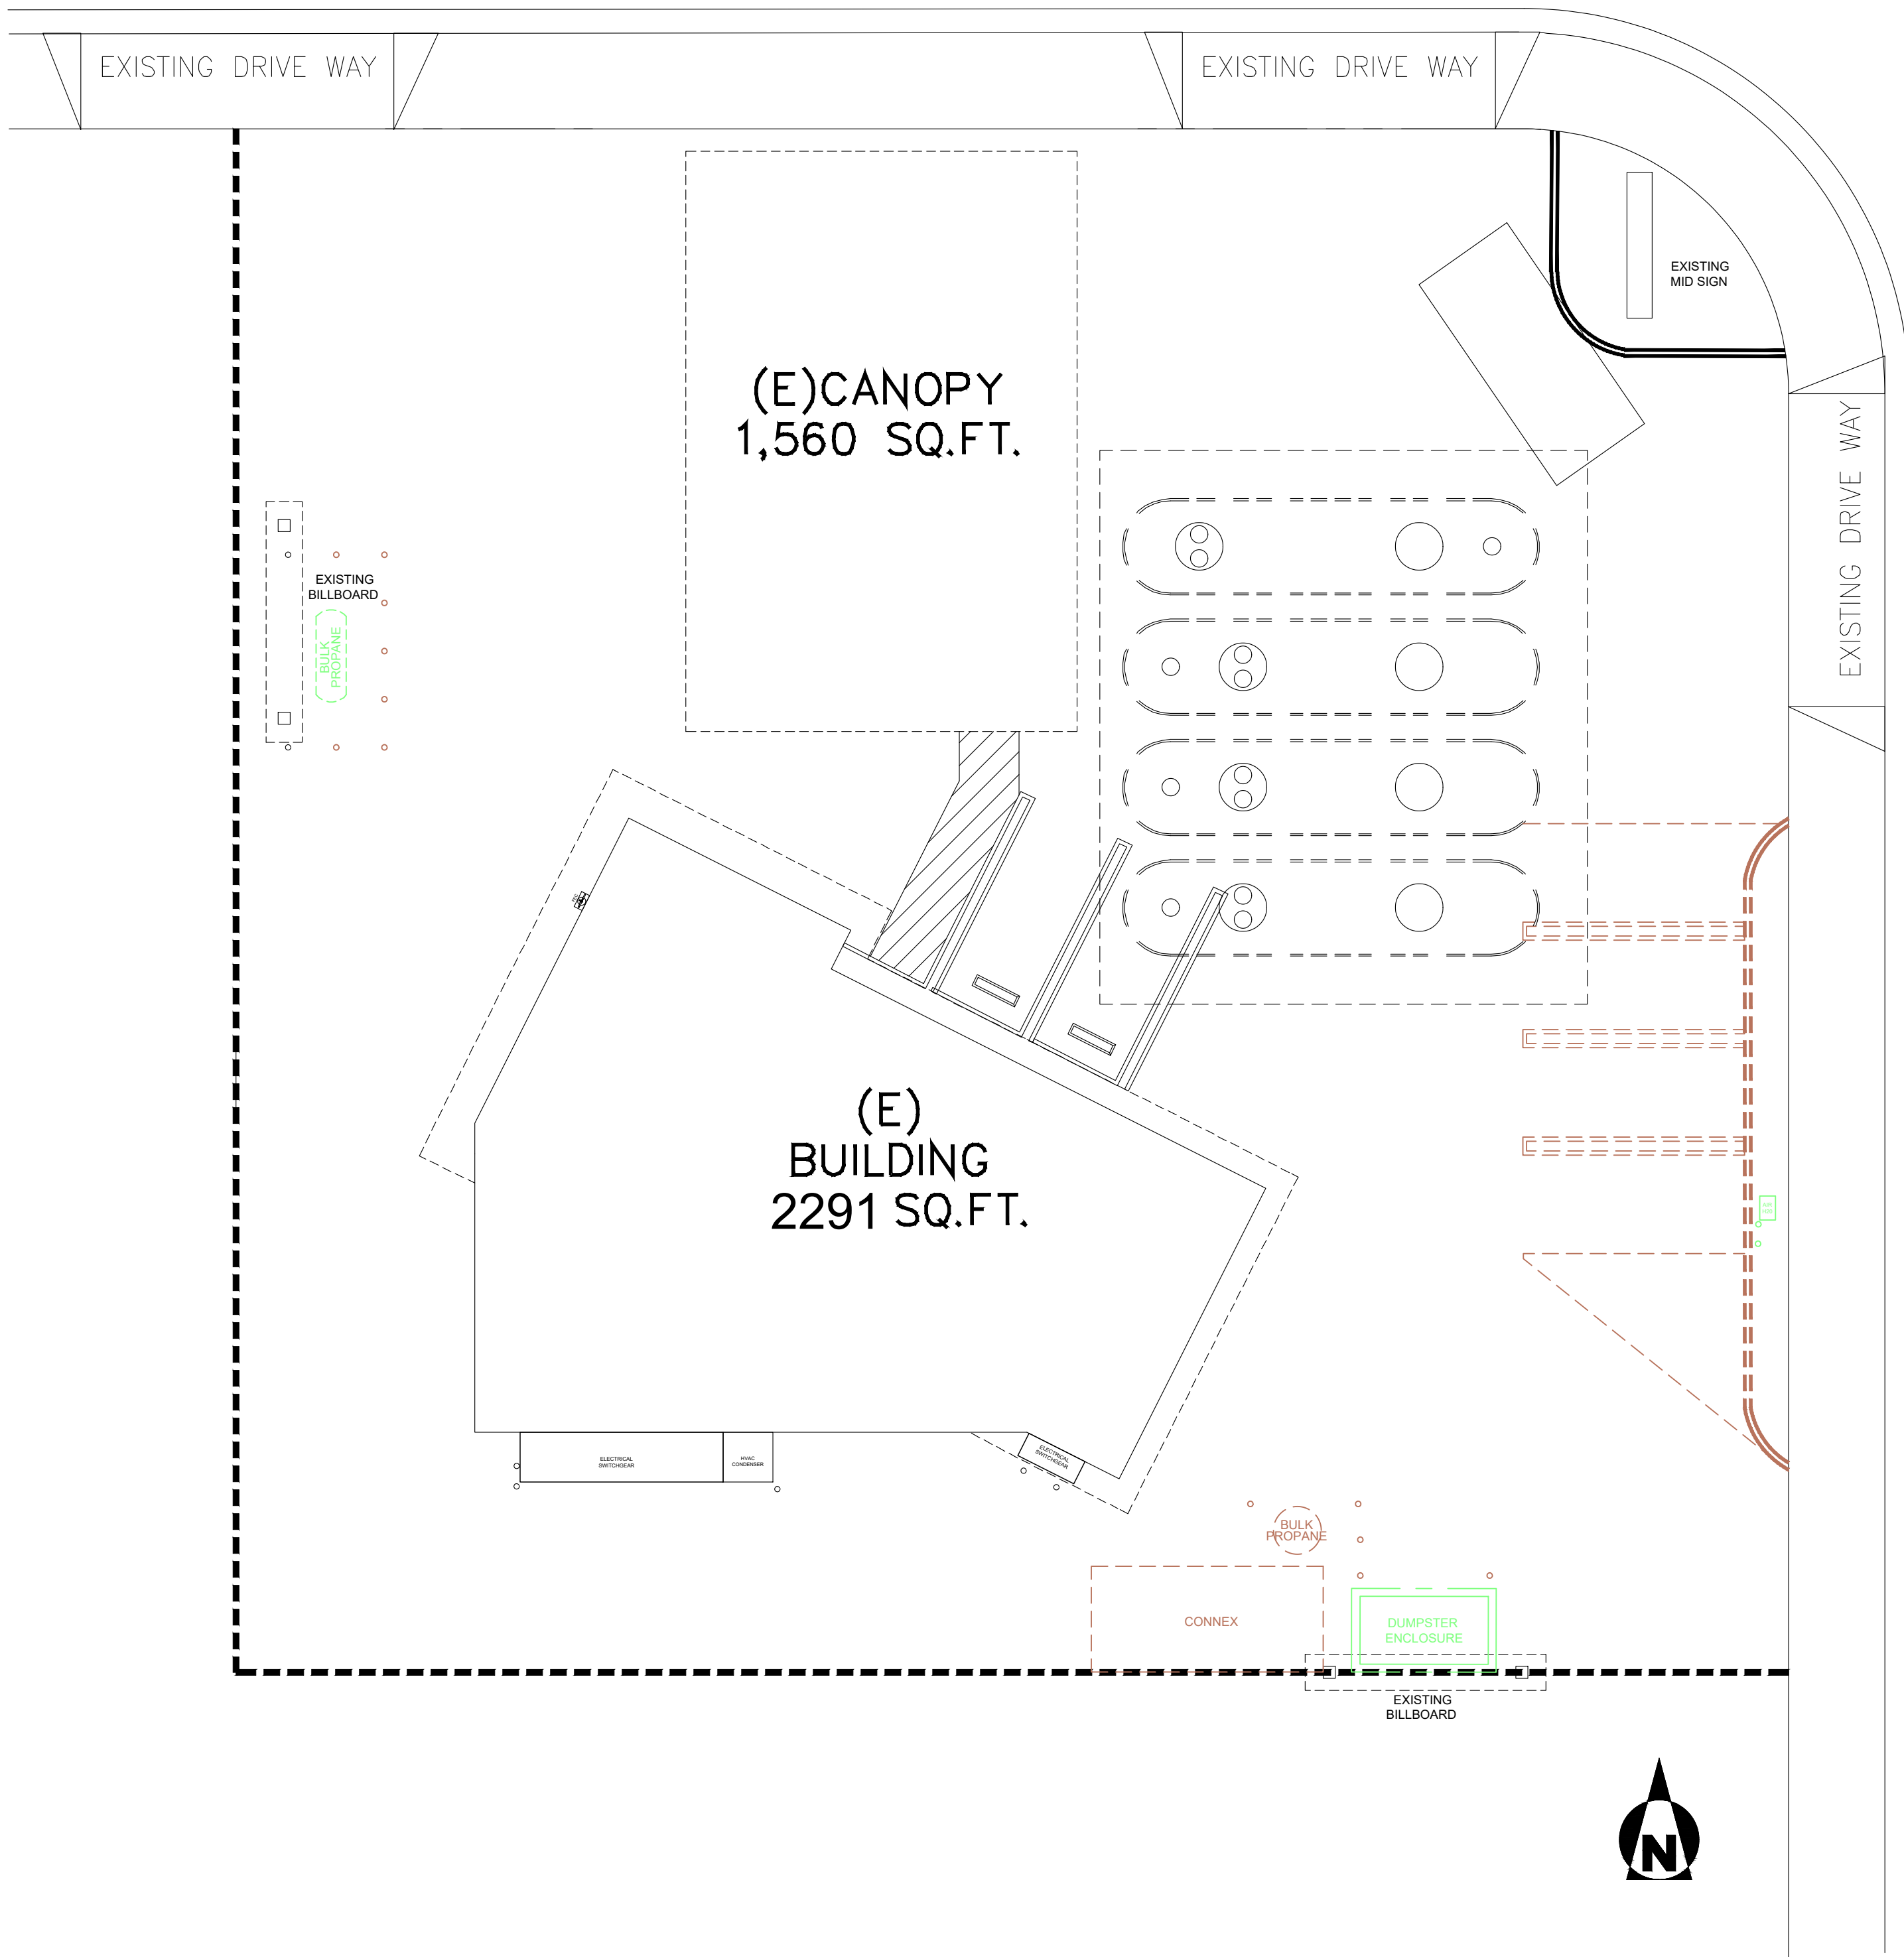 EXISTING DRIVE WAY
EXISTING DRIVE WAY
EXISTING
MID SIGN
(E)CANOPY
1,560 SQ.FT.
EXISTING DRIVE WAY
EXISTING
BILLBOARD
BULK
PROPANE
(E)
BUILDING
2291 SQ.FT.
ELECTRICAL
SWITCHGEAR
HVAC
CONDENSER
ELECTRICAL
SWITCHGEAR
BULK
PROPANE
CONNEX
DUMPSTER
ENCLOSURE
EXISTING
BILLBOARD
N